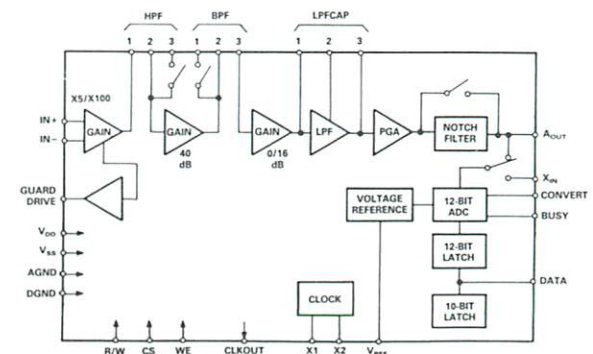 HPF BPF LPFCAP
1 2 3 1 2 3 1 2 3
X5/X100
IN+
IN−
GAIN
GAIN
40
dB
GAIN
0/16
dB
LPF
PGA
NOTCH
FILTER
AOUT
XIN
GUARD
DRIVE
VOLTAGE
REFERENCE
12-BIT
ADC
CONVERT
BUSY
VDD
VSS
AGND
DGND
12-BIT
LATCH
DATA
10-BIT
LATCH
CLOCK
R/W CS WE CLKOUT X1 X2 VREF